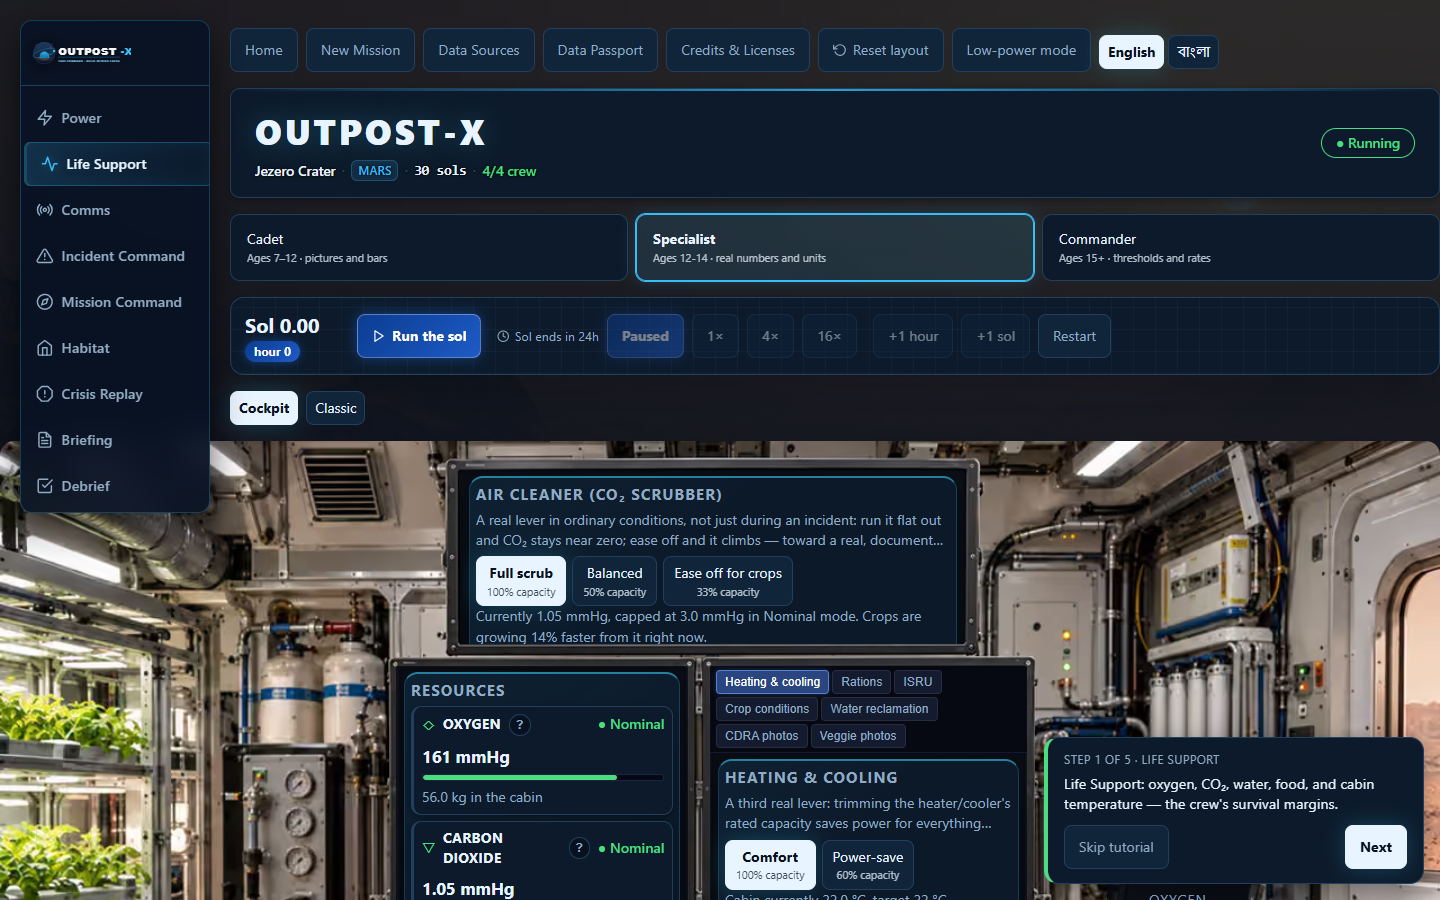 OUTPOST -X
Home
New Mission
Data Sources
Data Passport
Credits & Licenses
Reset layout
Low-power mode
English
বাংলা
Power
Life Support
Comms
Incident Command
Mission Command
Habitat
Crisis Replay
Briefing
Debrief
OUTPOST-X
Jezero Crater · MARS · 30 sols · 4/4 crew
Running
Cadet
Ages 7–12 · pictures and bars
Specialist
Ages 12-14 · real numbers and units
Commander
Ages 15+ · thresholds and rates
Sol 0.00
hour 0
Run the sol
Sol ends in 24h
Paused
1×
4×
16×
+1 hour
+1 sol
Restart
Cockpit
Classic
AIR CLEANER (CO₂ SCRUBBER)
A real lever in ordinary conditions, not just during an incident: run it flat out
and CO₂ stays near zero; ease off and it climbs — toward a real, document...
Full scrub
100% capacity
Balanced
50% capacity
Ease off for crops
33% capacity
Currently 1.05 mmHg, capped at 3.0 mmHg in Nominal mode. Crops are
growing 14% faster from it right now.
RESOURCES
OXYGEN ? Nominal
161 mmHg
56.0 kg in the cabin
CARBON
DIOXIDE ? Nominal
1.05 mmHg
Heating & cooling
Rations
ISRU
Crop conditions
Water reclamation
CDRA photos
Veggie photos
HEATING & COOLING
A third real lever: trimming the heater/cooler's
rated capacity saves power for everything...
Comfort
100% capacity
Power-save
60% capacity
Cabin currently 22.0 °C, target 22 °C
STEP 1 OF 5 · LIFE SUPPORT
Life Support: oxygen, CO₂, water, food, and cabin
temperature — the crew's survival margins.
Skip tutorial
Next
OXYGEN